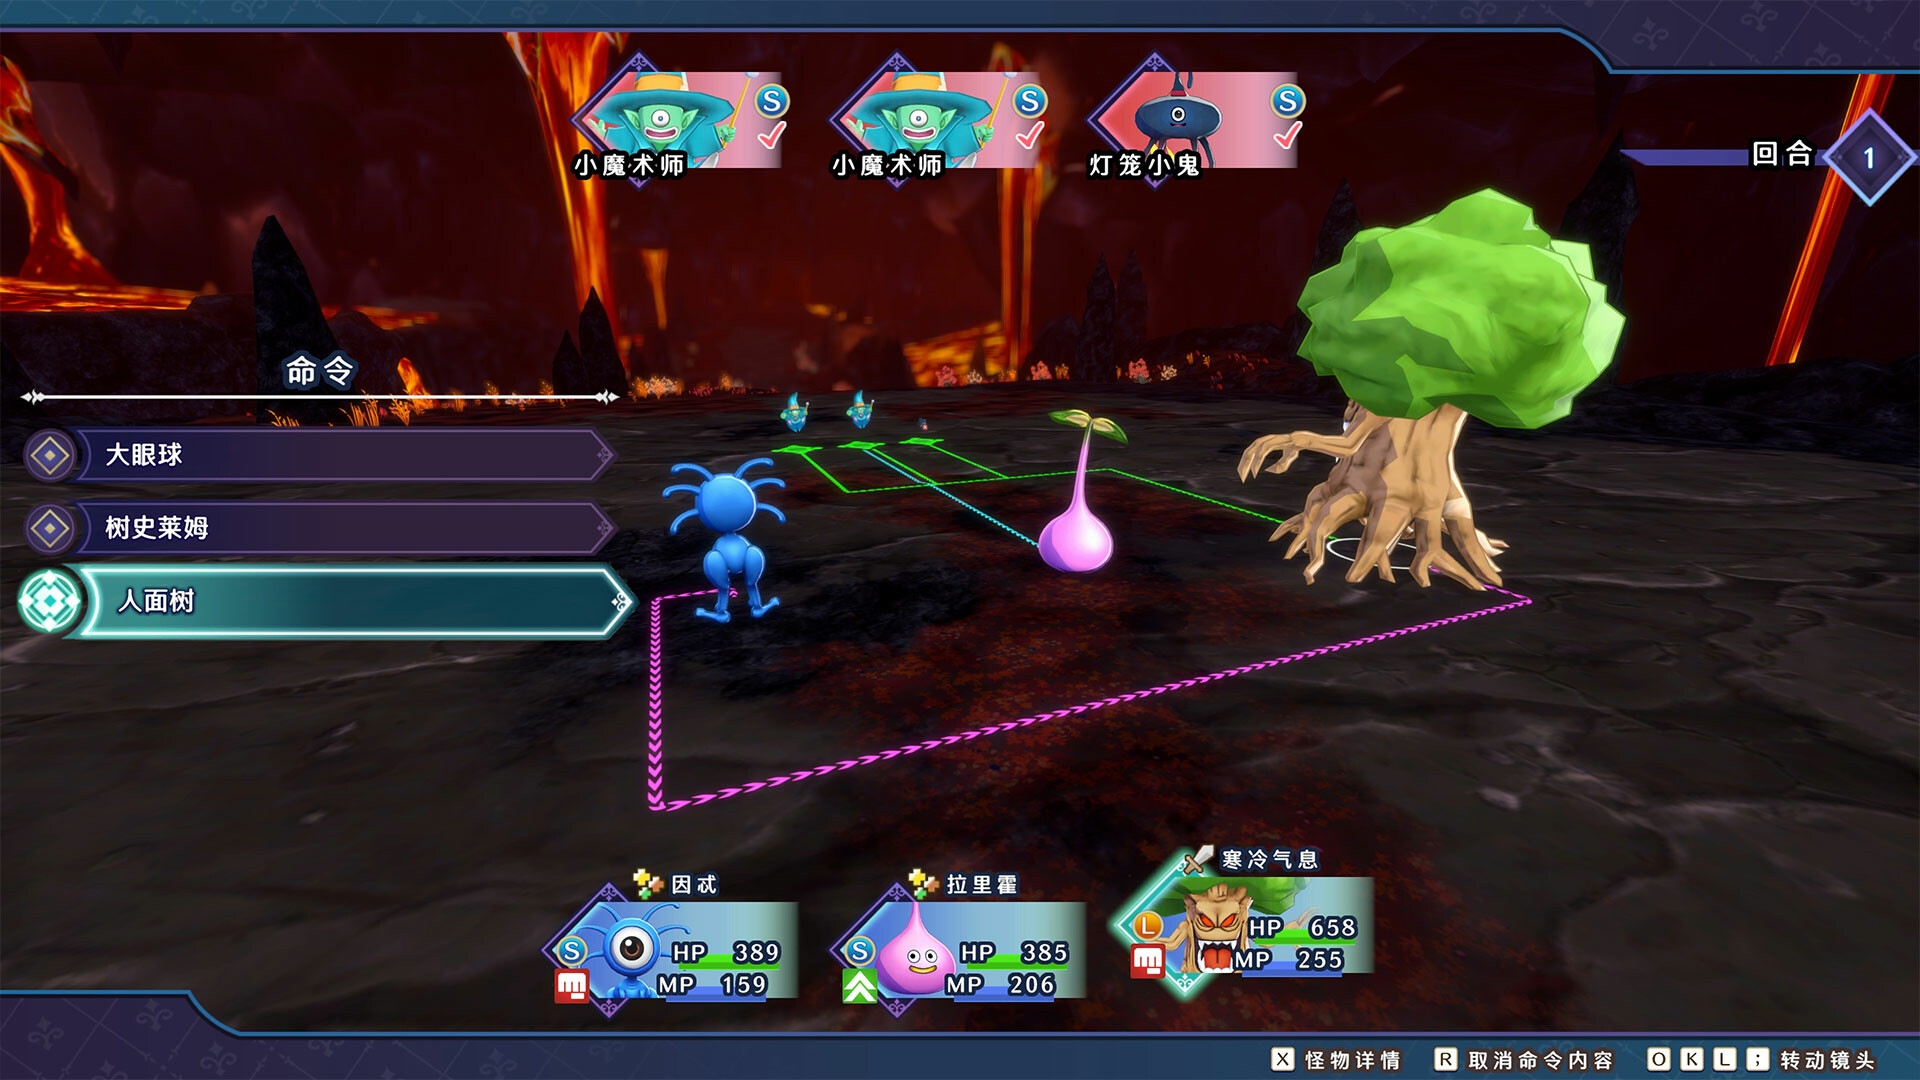 S
S
S
小魔术师
小魔术师
灯笼小鬼
回合
1
命令
大眼球
树史莱姆
人面树
因忒
S
HP 389
MP 159
拉里霍
S
HP 385
MP 206
寒冷气息
L
HP 658
MP 255
X 怪物详情 R 取消命令内容 O K L ; 转动镜头